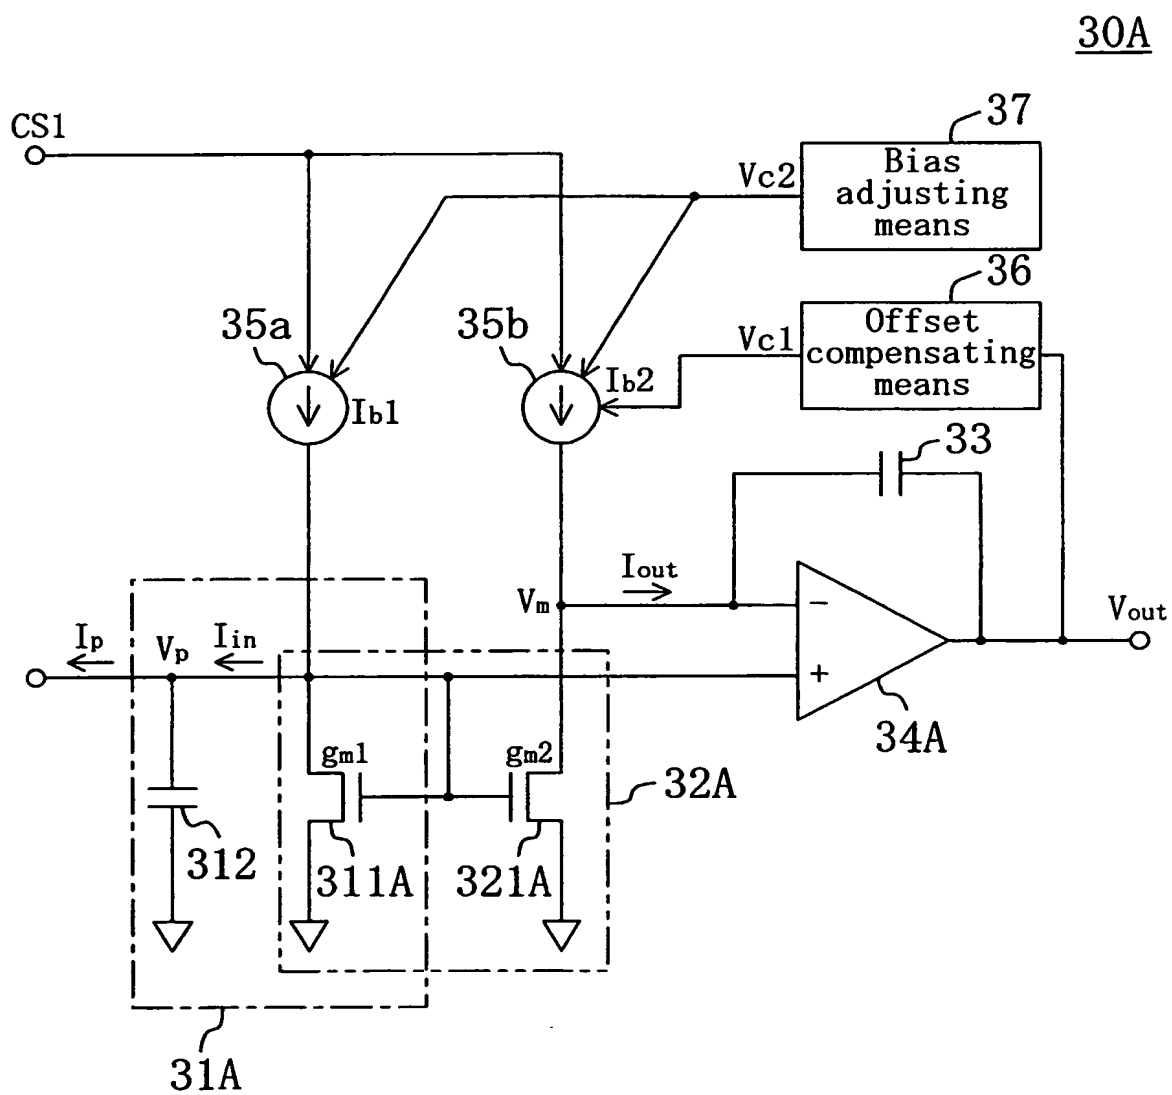 30A
CS1
37
Vc2
Bias
adjusting
means
36
35a
35b
Vc1
Offset
compensating
means
Ib1
Ib2
33
Iout
Vm
Vout
Ip
Vp
Iin
−
+
34A
gm1
gm2
32A
312
311A
321A
31A